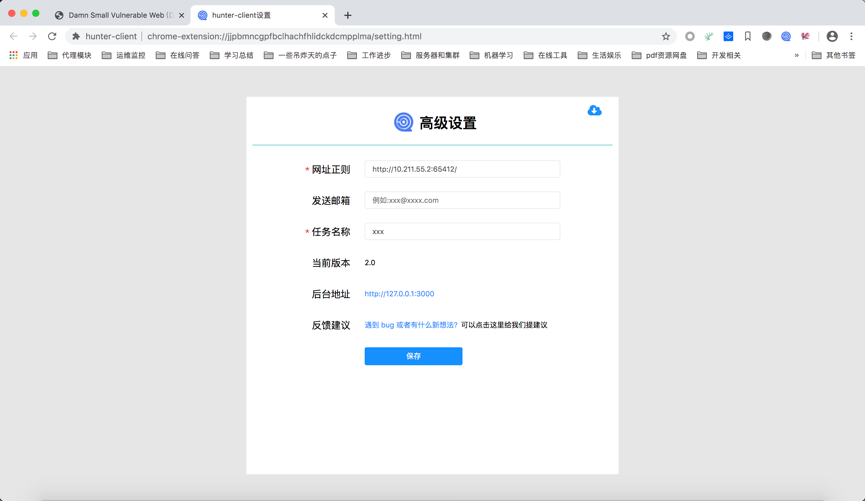 Damn Small Vulnerable Web (D
hunter-client设置
hunter-client | chrome-extension://jjpbmncgpfbclhachfhlidckdcmpplma/setting.html
应用 代理模块 运维监控 在线问答 学习总结 一些吊炸天的点子 工作进步 服务器和集群 机器学习 在线工具 生活娱乐 pdf资源网盘 开发相关 » 其他书签
高级设置
* 网址正则 http://10.211.55.2:65412/
发送邮箱 例如:xxx@xxxx.com
* 任务名称 xxx
当前版本 2.0
后台地址 http://127.0.0.1:3000
反馈建议 遇到 bug 或者有什么新想法? 可以点击这里给我们提建议
保存